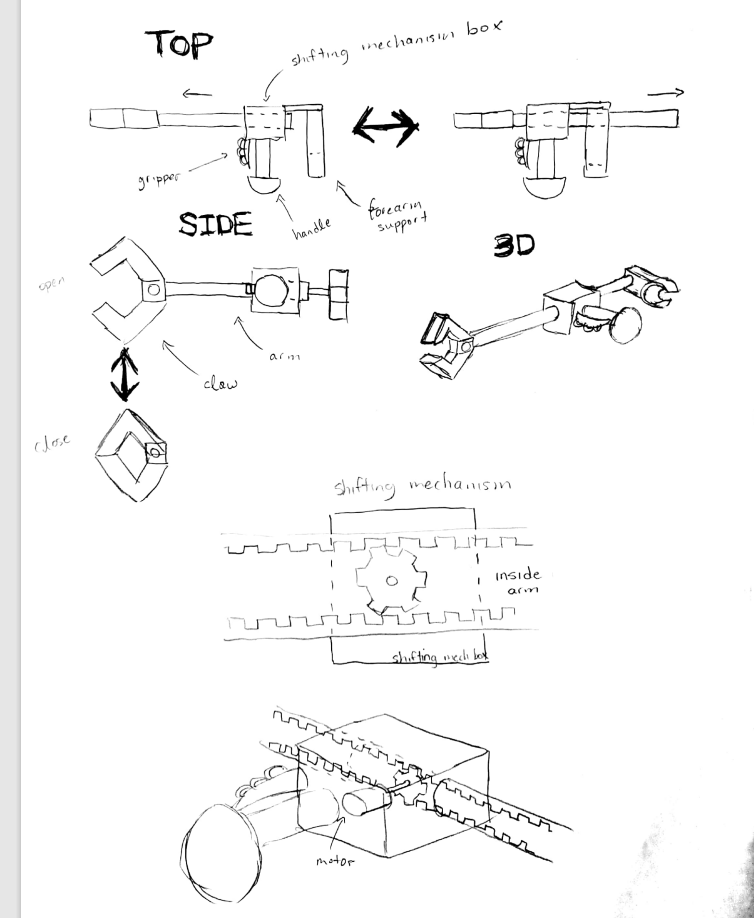 TOP
shifting mechanism box
gripper
handle
forearm
support
SIDE
3D
open
arm
claw
close
shifting mechanism
inside
arm
shifting mech box
motor